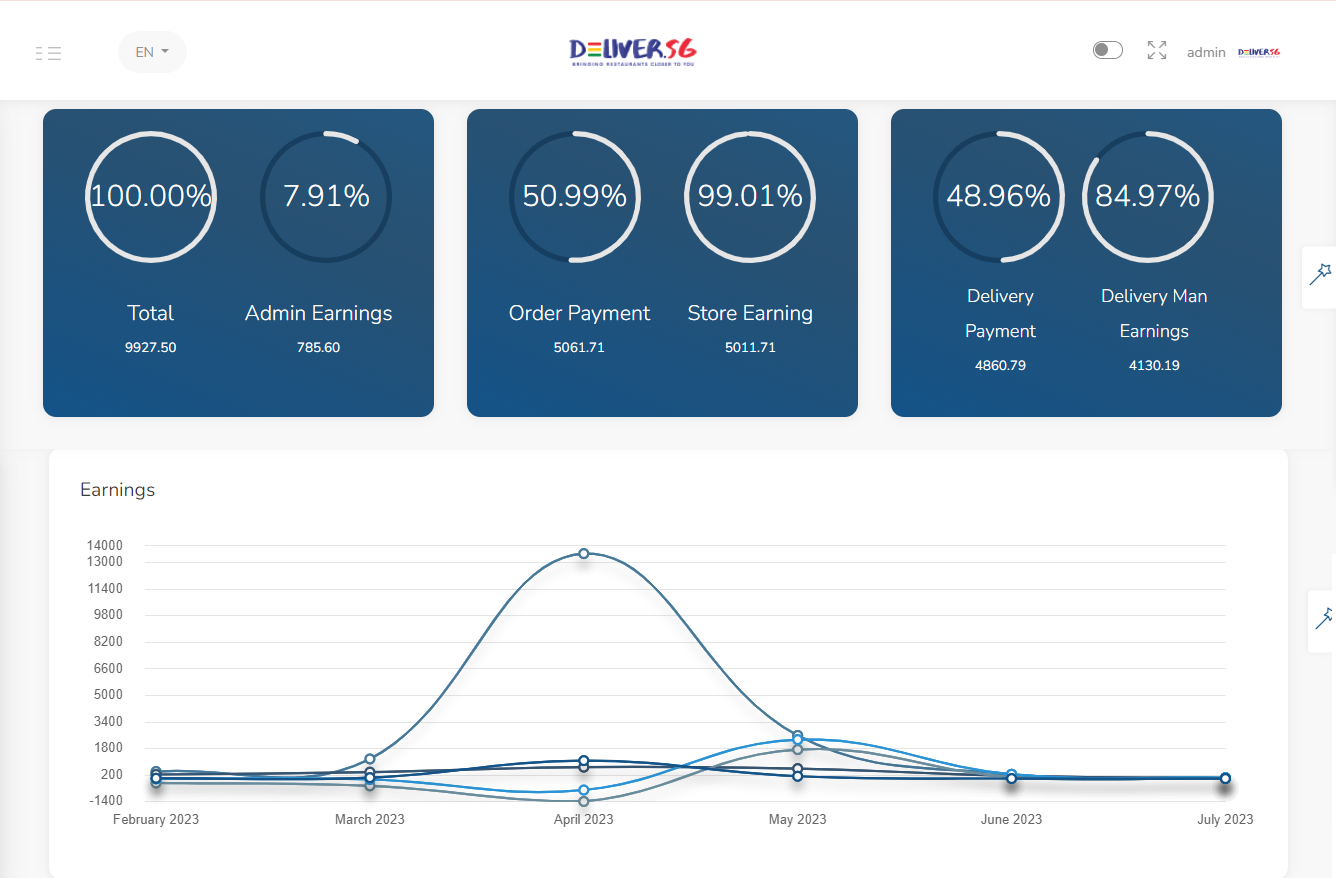 EN
DELIVER.SG
BRINGING RESTAURANTS CLOSER TO YOU
admin
DELIVER.SG
100.00%
7.91%
Total
Admin Earnings
9927.50
785.60
50.99%
99.01%
Order Payment
Store Earning
5061.71
5011.71
48.96%
84.97%
Delivery
Payment
4860.79
Delivery Man
Earnings
4130.19
Earnings
14000
13000
11400
9800
8200
6600
5000
3400
1800
200
-1400
February 2023
March 2023
April 2023
May 2023
June 2023
July 2023